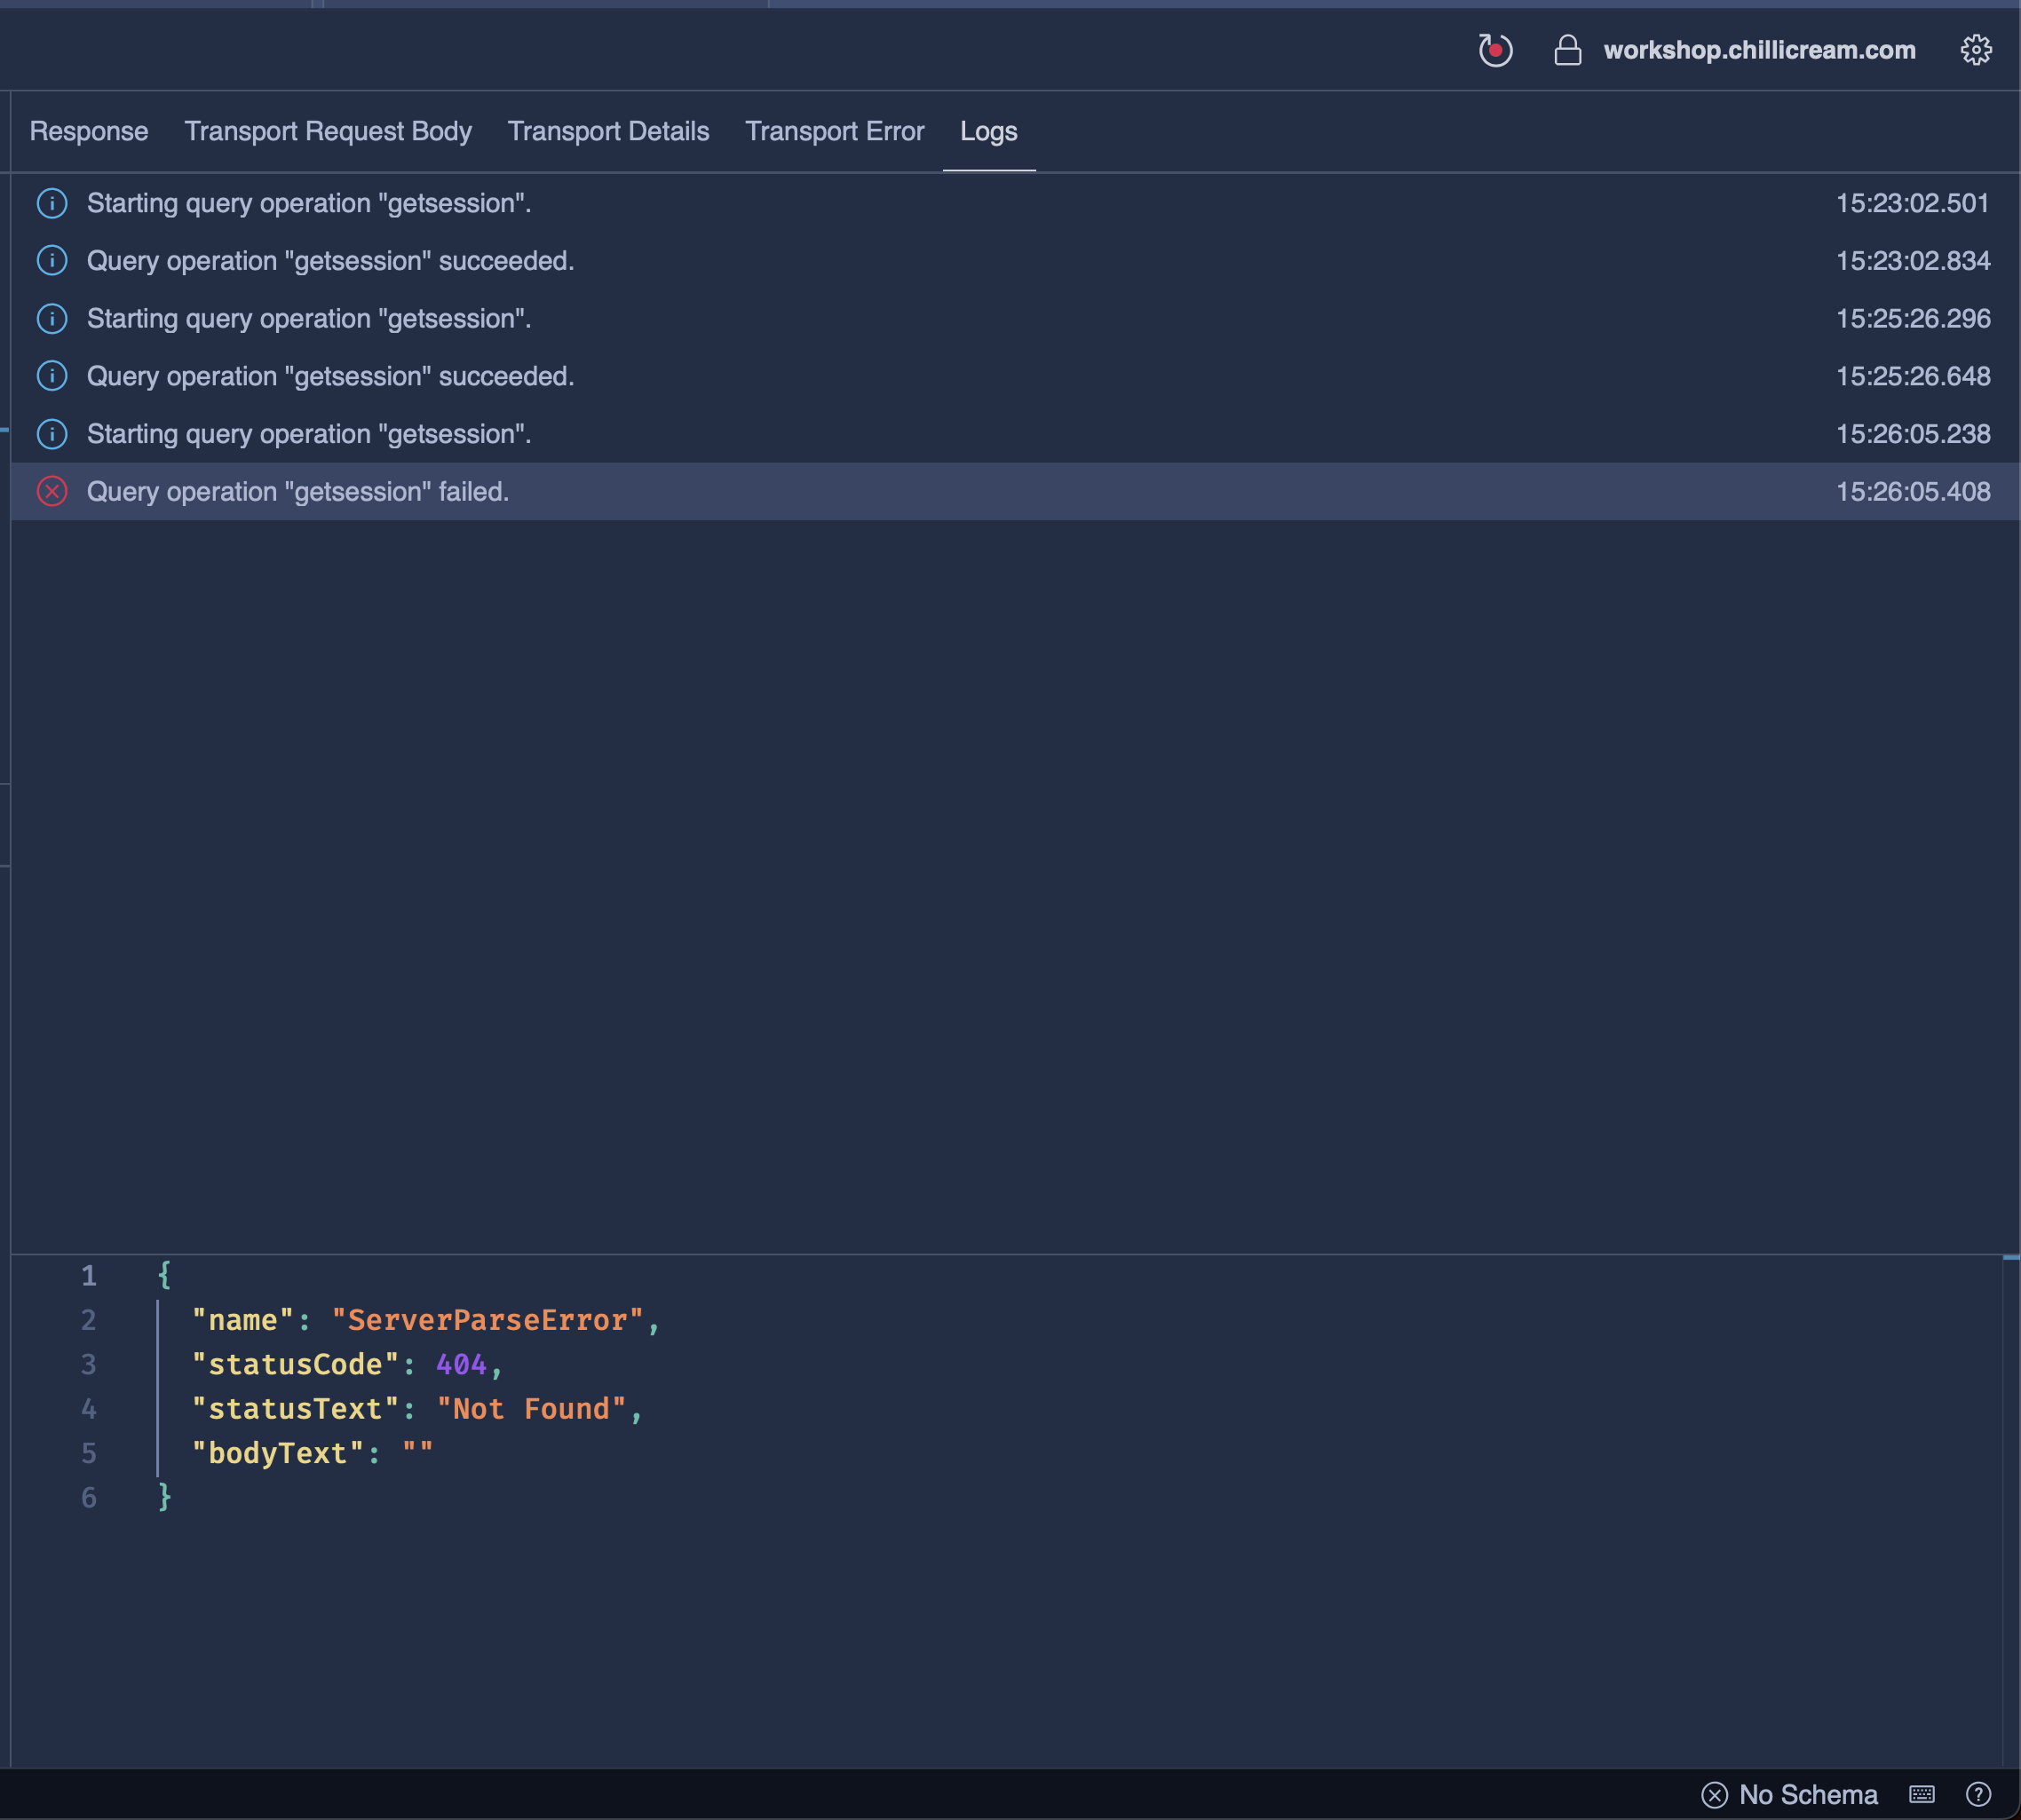 workshop.chillicream.com
Response Transport Request Body Transport Details Transport Error Logs
Starting query operation "getsession". 15:23:02.501
Query operation "getsession" succeeded. 15:23:02.834
Starting query operation "getsession". 15:25:26.296
Query operation "getsession" succeeded. 15:25:26.648
Starting query operation "getsession". 15:26:05.238
Query operation "getsession" failed. 15:26:05.408
1 {
2 "name": "ServerParseError",
3 "statusCode": 404,
4 "statusText": "Not Found",
5 "bodyText": ""
6 }
No Schema